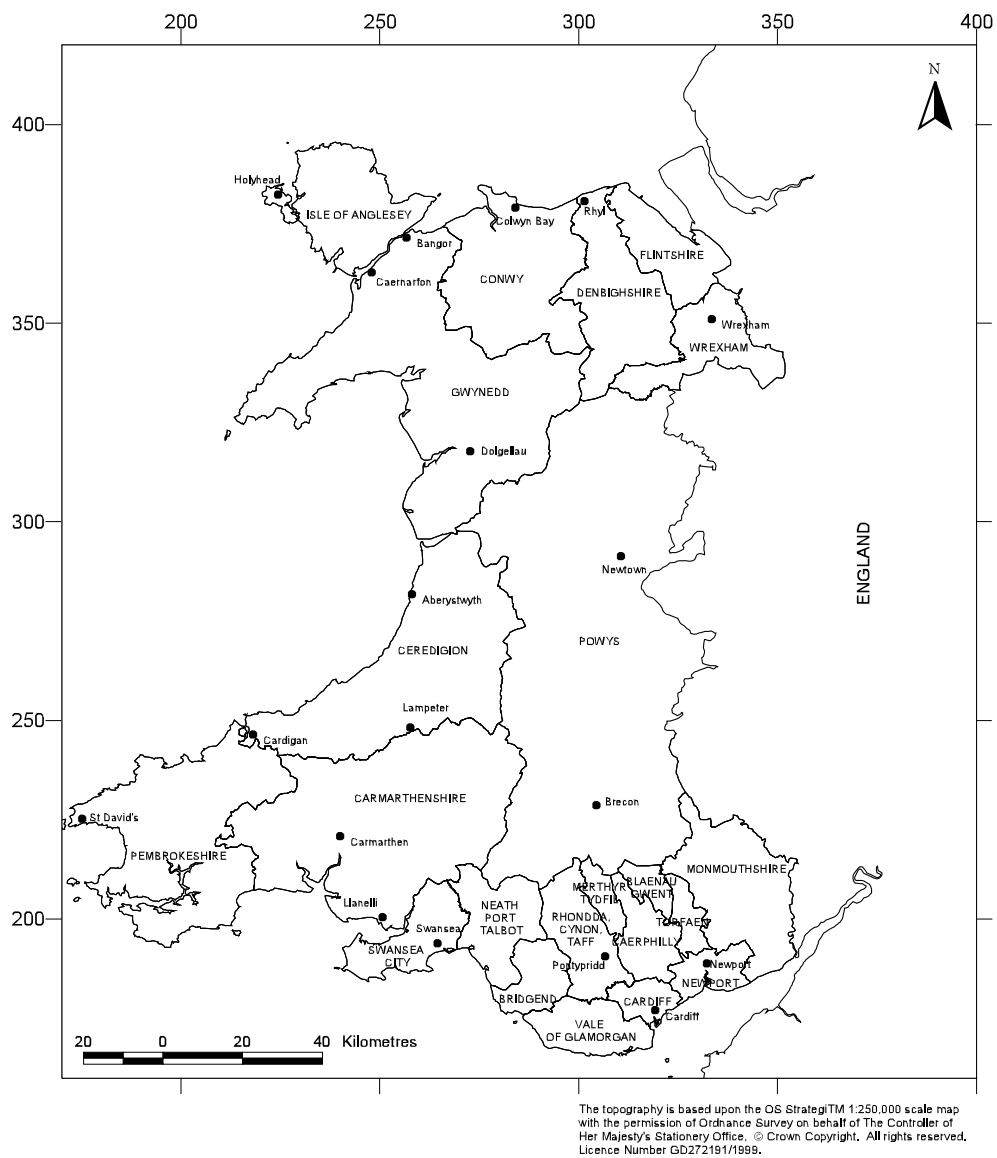 200 250 300 350 400
N
400
Holyhead
ISLE OF ANGLESEY
Rhyl
Colwyn Bay
Bangor
FLINTSHIRE
Caernarfon
CONWY
DENBIGHSHIRE
350
Wrexham
WREXHAM
GWYNEDD
Dolgellau
300
ENGLAND
Newtown
Aberystwyth
POWYS
CEREDIGION
Lampeter
250
Cardigan
CARMARTHENSHIRE
Brecon
St David's
Carmarthen
PEMBROKESHIRE
MONMOUTHSHIRE
MERTHYR
TYDFIL
BLAENAU
GWENT
Llanelli
200
NEATH
PORT
TALBOT
RHONDDA,
CYNON,
TAFF
TORFAEN
Swansea
CAERPHILLY
SWANSEA
CITY
Pontypridd
Newport
NEWPORT
BRIDGEND
CARDIFF
Cardiff
VALE
OF GLAMORGAN
20 0 20 40 Kilometres
The topography is based upon the OS StrategiTM 1:250,000 scale map
with the permission of Ordnance Survey on behalf of The Controller of
Her Majesty's Stationery Office, © Crown Copyright. All rights reserved.
Licence Number GD272191/1999.